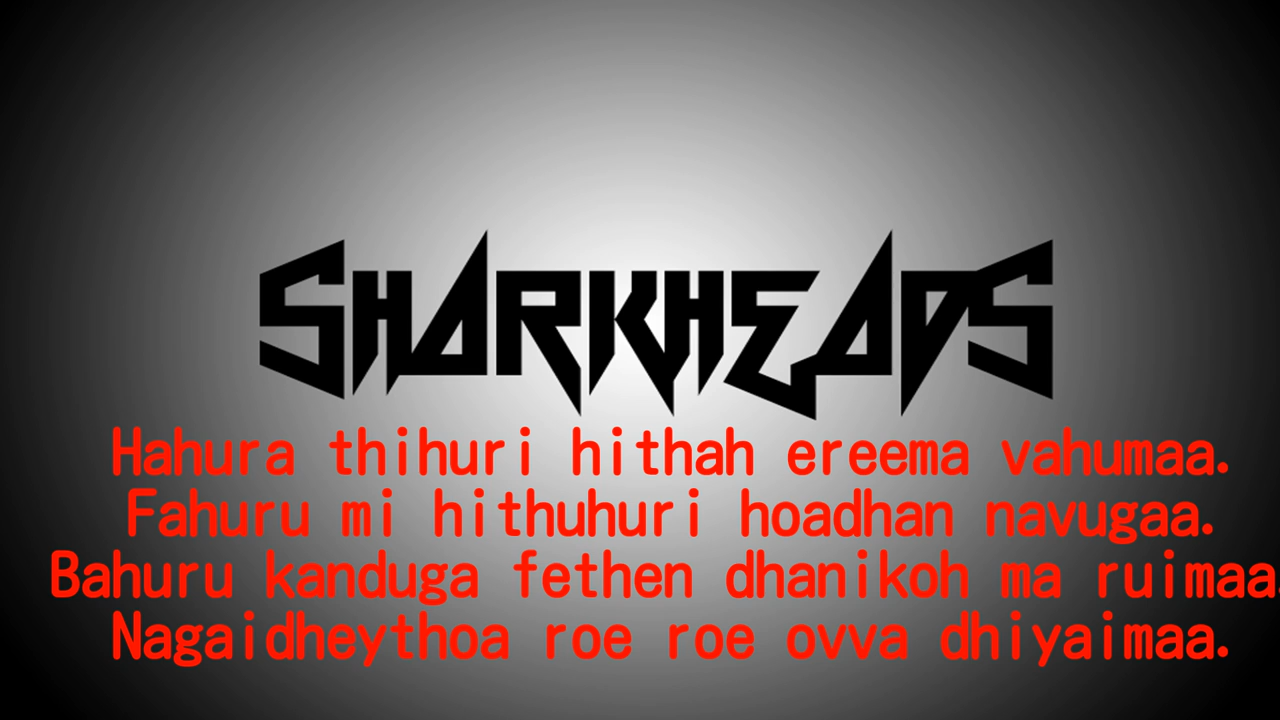 SHARKHEADS
Hahura thihuri hithah ereema vahumaa.
Fahuru mi hithuhuri hoadhan navugaa.
Bahuru kanduga fethen dhanikoh ma ruimaa.
Nagaidheythoa roe roe ovva dhiyaimaa.